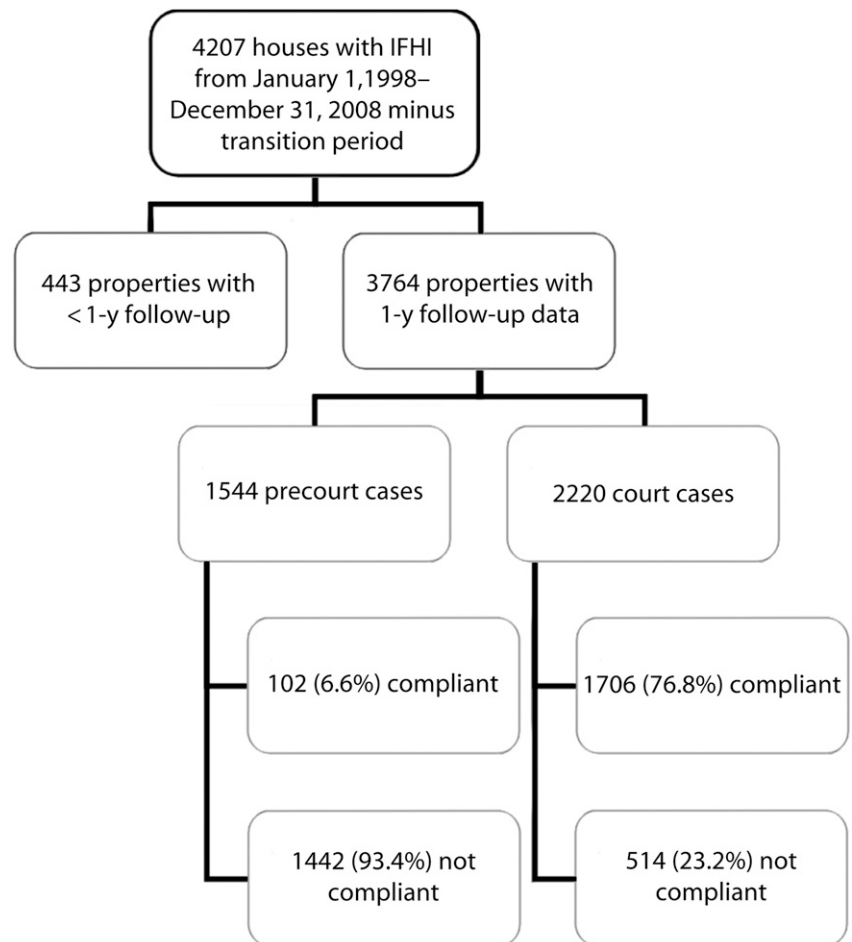 4207 houses with IFHI
from January 1,1998–
December 31, 2008 minus
transition period
443 properties with
< 1-y follow-up
3764 properties with
1-y follow-up data
1544 precourt cases
2220 court cases
102 (6.6%) compliant
1706 (76.8%) compliant
1442 (93.4%) not
compliant
514 (23.2%) not
compliant